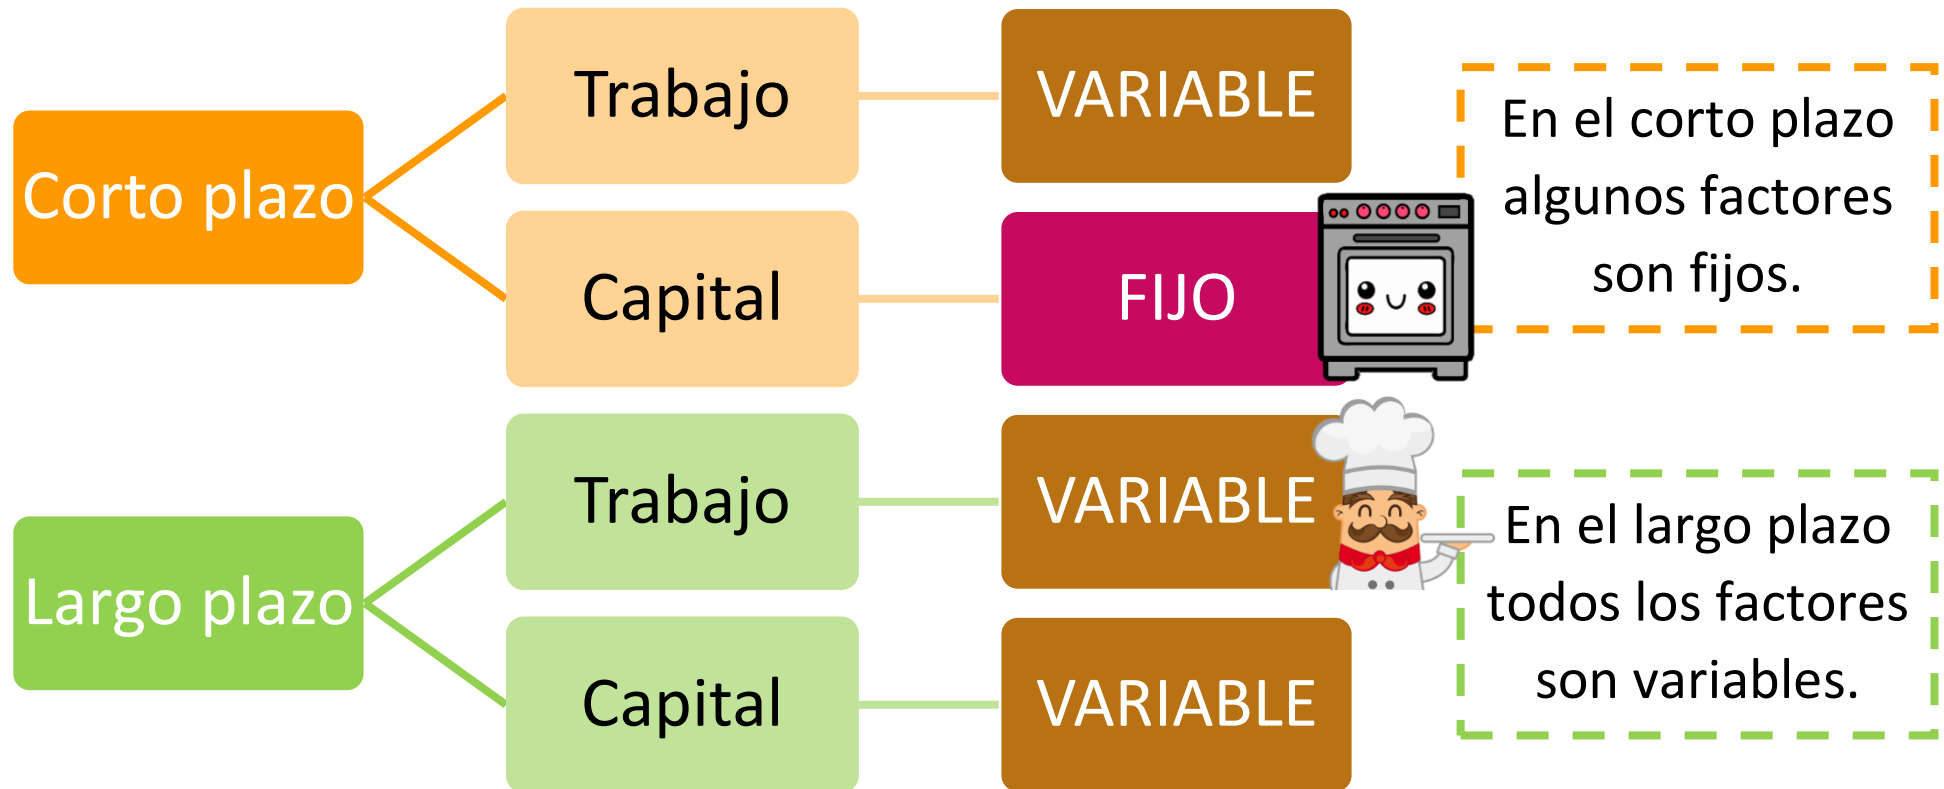 Corto plazo
Trabajo
VARIABLE
Capital
FIJO
En el corto plazo
algunos factores
son fijos.
Largo plazo
Trabajo
VARIABLE
Capital
VARIABLE
En el largo plazo
todos los factores
son variables.